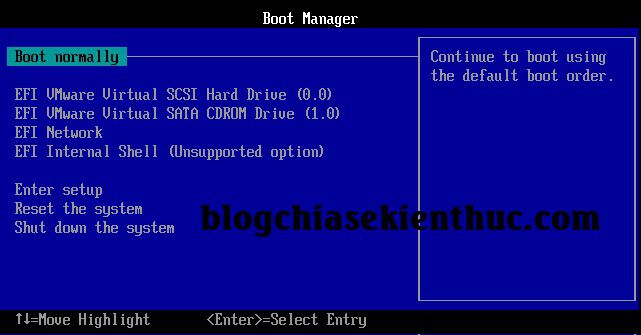 Boot Manager
Boot normally
Continue to boot using
the default boot order.
EFI VMware Virtual SCSI Hard Drive (0.0)
EFI VMware Virtual SATA CDROM Drive (1.0)
EFI Network
EFI Internal Shell (Unsupported option)
Enter setup
Reset the system
Shut down the system
blogchiasekienthuc.com
↑↓=Move Highlight <Enter>=Select Entry